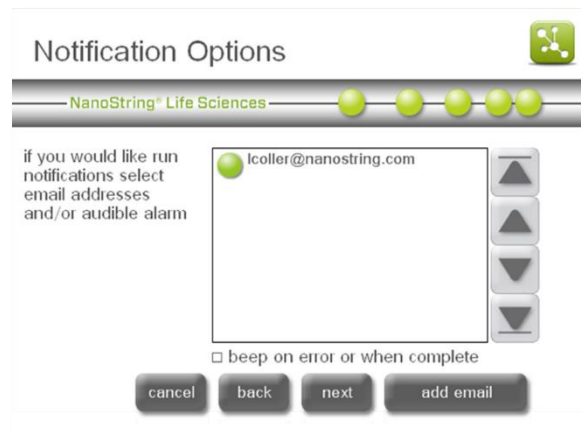 Notification Options
NanoString® Life Sciences
if you would like run
notifications select
email addresses
and/or audible alarm
lcoller@nanostring.com
beep on error or when complete
cancel
back
next
add email